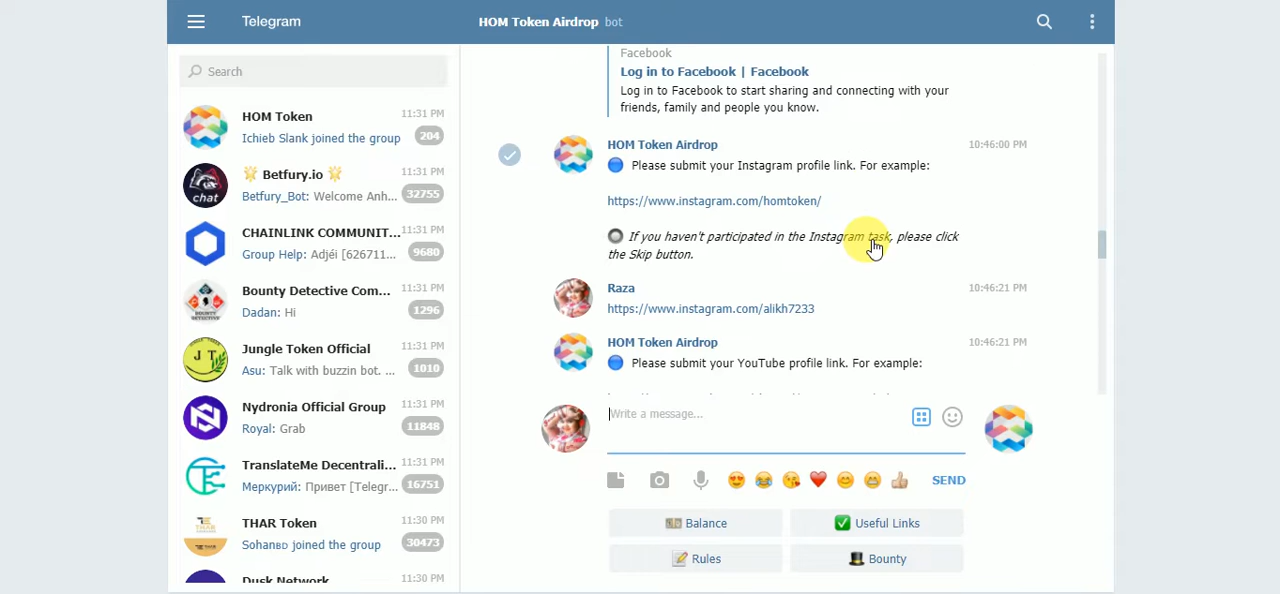 Telegram
HOM Token Airdrop bot
Search
HOM Token 11:31 PM
Ichieb Slank joined the group 204
Betfury.io 11:31 PM
chat
Betfury_Bot: Welcome Anh... 32755
CHAINLINK COMMUNIT... 11:31 PM
Group Help: Adjéi [626711... 9680
Bounty Detective Com... 11:31 PM
Dadan: Hi 1296
BOUNTY
DETECTIVE
Jungle Token Official 11:31 PM
J T
Asu: Talk with buzzin bot. ... 1010
Nydronia Official Group 11:31 PM
Royal: Grab 11848
TranslateMe Decentrali... 11:31 PM
Меркурий: Привет [Telegr... 16751
THAR Token 11:30 PM
THAR
Sohanвᴅ joined the group 30473
Dusk Network 11:30 PM
Facebook
Log in to Facebook | Facebook
Log in to Facebook to start sharing and connecting with your
friends, family and people you know.
HOM Token Airdrop 10:46:00 PM
Please submit your Instagram profile link. For example:
https://www.instagram.com/homtoken/
If you haven't participated in the Instagram task, please click
the Skip button.
Raza 10:46:21 PM
https://www.instagram.com/alikh7233
HOM Token Airdrop 10:46:21 PM
Please submit your YouTube profile link. For example:
Write a message...
SEND
Balance
Useful Links
Rules
Bounty